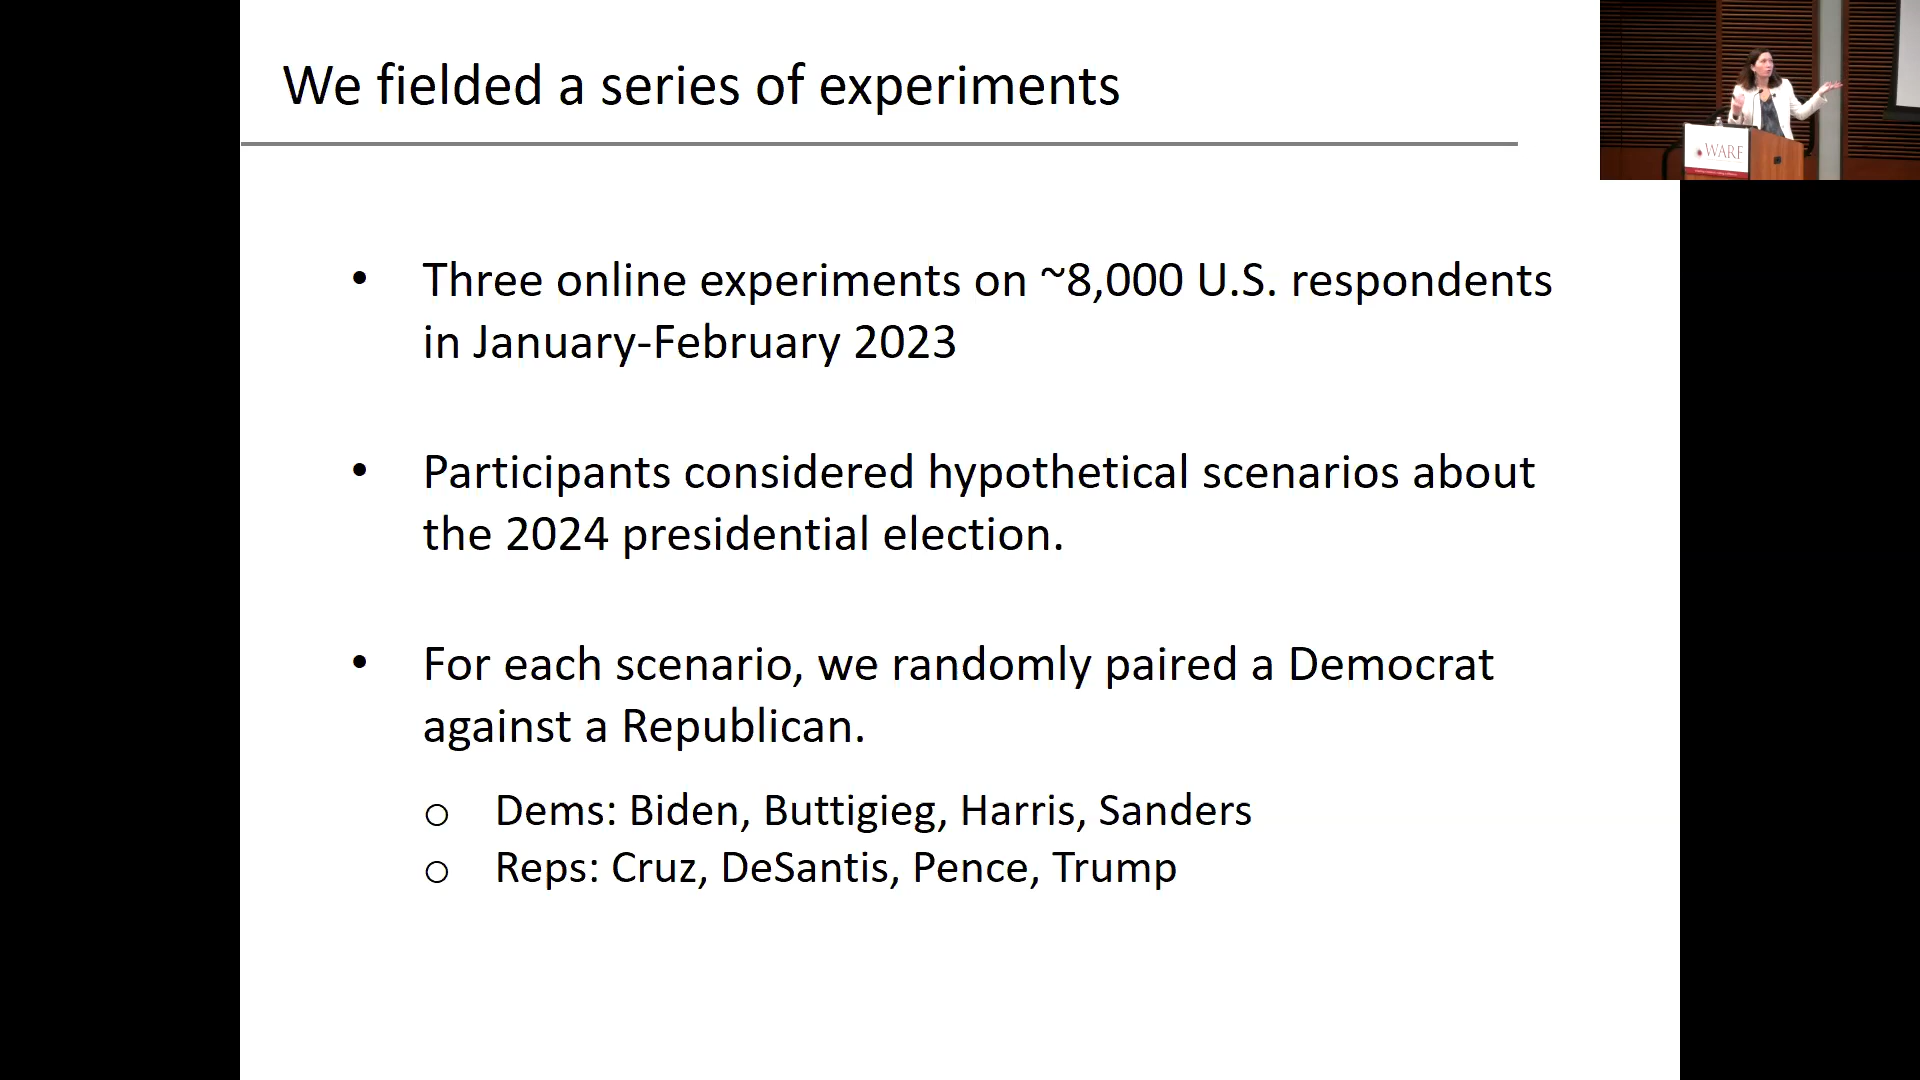 We fielded a series of experiments
• Three online experiments on ~8,000 U.S. respondents
in January-February 2023
• Participants considered hypothetical scenarios about
the 2024 presidential election.
• For each scenario, we randomly paired a Democrat
against a Republican.
o Dems: Biden, Buttigieg, Harris, Sanders
o Reps: Cruz, DeSantis, Pence, Trump
WARF